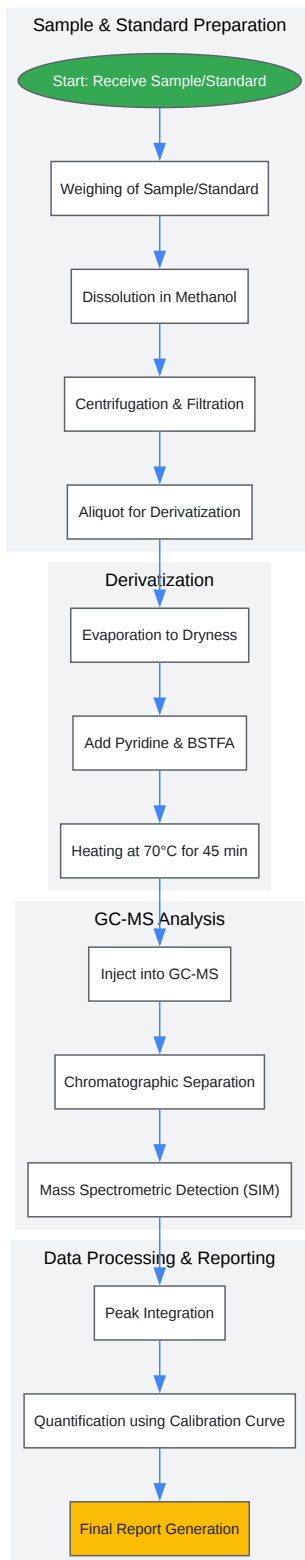 Sample & Standard Preparation
Start: Receive Sample/Standard
Weighing of Sample/Standard
Dissolution in Methanol
Centrifugation & Filtration
Aliquot for Derivatization
Derivatization
Evaporation to Dryness
Add Pyridine & BSTFA
Heating at 70°C for 45 min
GC-MS Analysis
Inject into GC-MS
Chromatographic Separation
Mass Spectrometric Detection (SIM)
Data Processing & Reporting
Peak Integration
Quantification using Calibration Curve
Final Report Generation